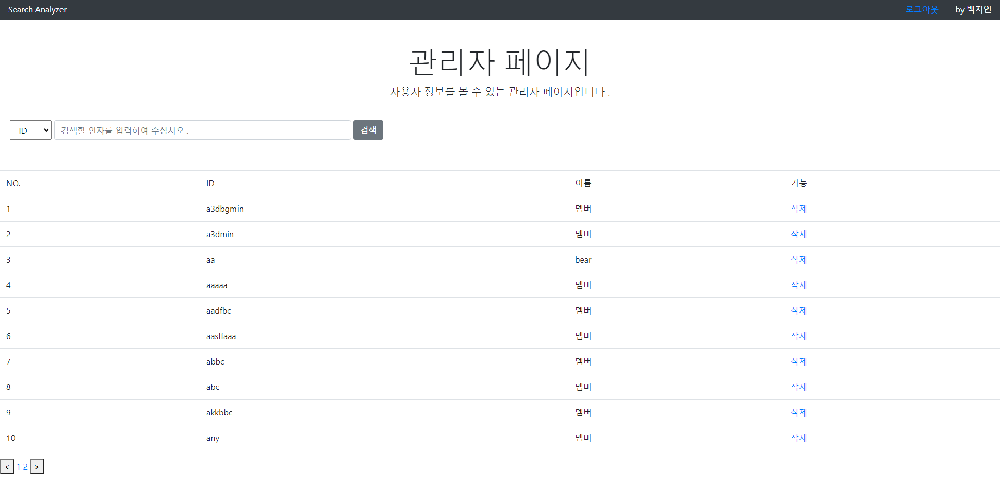 Search Analyzer 로그아웃 by 백지연
관리자 페이지
사용자 정보를 볼 수 있는 관리자 페이지입니다 .
ID 검색할 인자를 입력하여 주십시오 . 검색
NO. ID 이름 기능
1 a3dbgmin 멤버 삭제
2 a3dmin 멤버 삭제
3 aa bear 삭제
4 aaaaa 멤버 삭제
5 aadfbc 멤버 삭제
6 aasffaaa 멤버 삭제
7 abbc 멤버 삭제
8 abc 멤버 삭제
9 akkbbc 멤버 삭제
10 any 멤버 삭제
< 1 2 >